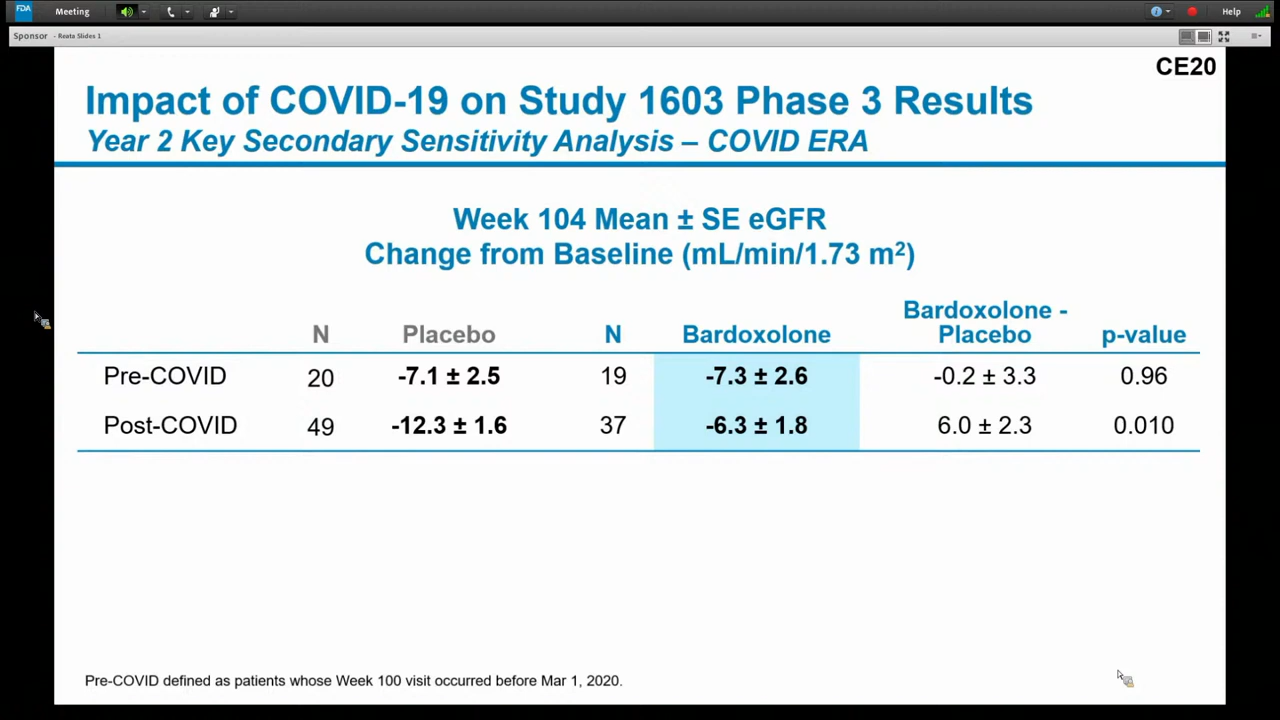 FDA Meeting Help
Sponsor - Reata Slides 1
CE20
Impact of COVID-19 on Study 1603 Phase 3 Results
Year 2 Key Secondary Sensitivity Analysis – COVID ERA
Week 104 Mean ± SE eGFR
Change from Baseline (mL/min/1.73 m²)
N Placebo N Bardoxolone Bardoxolone - Placebo p-value
Pre-COVID 20 -7.1 ± 2.5 19 -7.3 ± 2.6 -0.2 ± 3.3 0.96
Post-COVID 49 -12.3 ± 1.6 37 -6.3 ± 1.8 6.0 ± 2.3 0.010
Pre-COVID defined as patients whose Week 100 visit occurred before Mar 1, 2020.